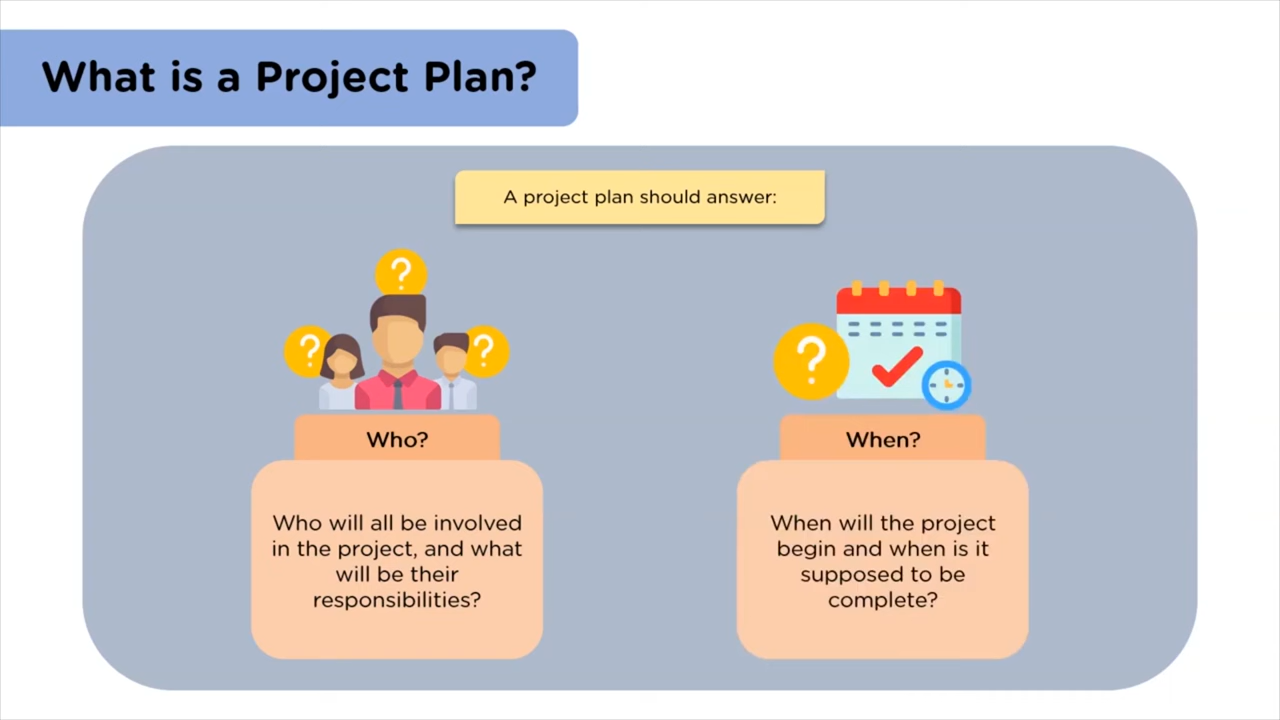 What is a Project Plan?
A project plan should answer:
Who?
Who will all be involved
in the project, and what
will be their
responsibilities?
When?
When will the project
begin and when is it
supposed to be
complete?